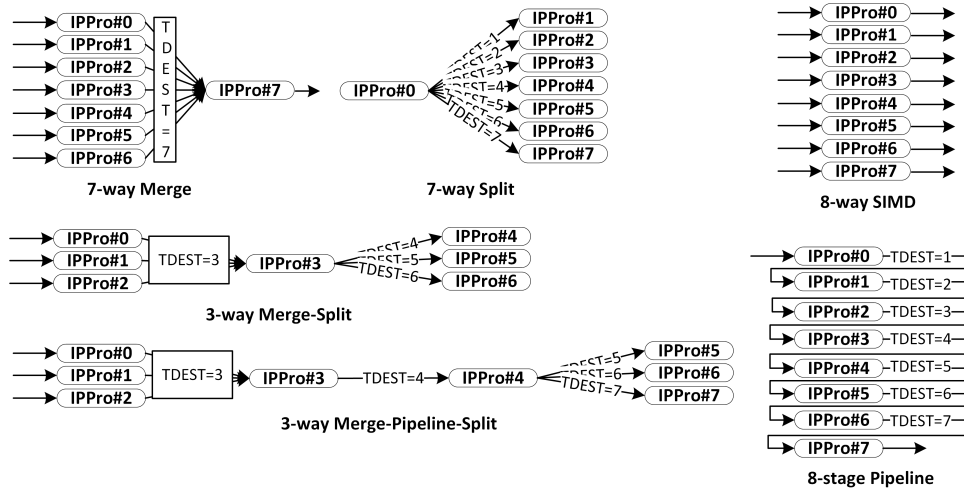 IPPro#0
IPPro#1
IPPro#2
IPPro#3
IPPro#4
IPPro#5
IPPro#6
TDEST=7
IPPro#7
7-way Merge
IPPro#0
TDEST=1
TDEST=2
TDEST=3
TDEST=4
TDEST=5
TDEST=6
TDEST=7
IPPro#1
IPPro#2
IPPro#3
IPPro#4
IPPro#5
IPPro#6
IPPro#7
7-way Split
IPPro#0
IPPro#1
IPPro#2
IPPro#3
IPPro#4
IPPro#5
IPPro#6
IPPro#7
8-way SIMD
IPPro#0
IPPro#1
IPPro#2
TDEST=3
IPPro#3
TDEST=4
TDEST=5
TDEST=6
IPPro#4
IPPro#5
IPPro#6
3-way Merge-Split
IPPro#0
IPPro#1
IPPro#2
TDEST=3
IPPro#3
TDEST=4
IPPro#4
TDEST=5
TDEST=6
TDEST=7
IPPro#5
IPPro#6
IPPro#7
3-way Merge-Pipeline-Split
IPPro#0 TDEST=1
IPPro#1 TDEST=2
IPPro#2 TDEST=3
IPPro#3 TDEST=4
IPPro#4 TDEST=5
IPPro#5 TDEST=6
IPPro#6 TDEST=7
IPPro#7
8-stage Pipeline